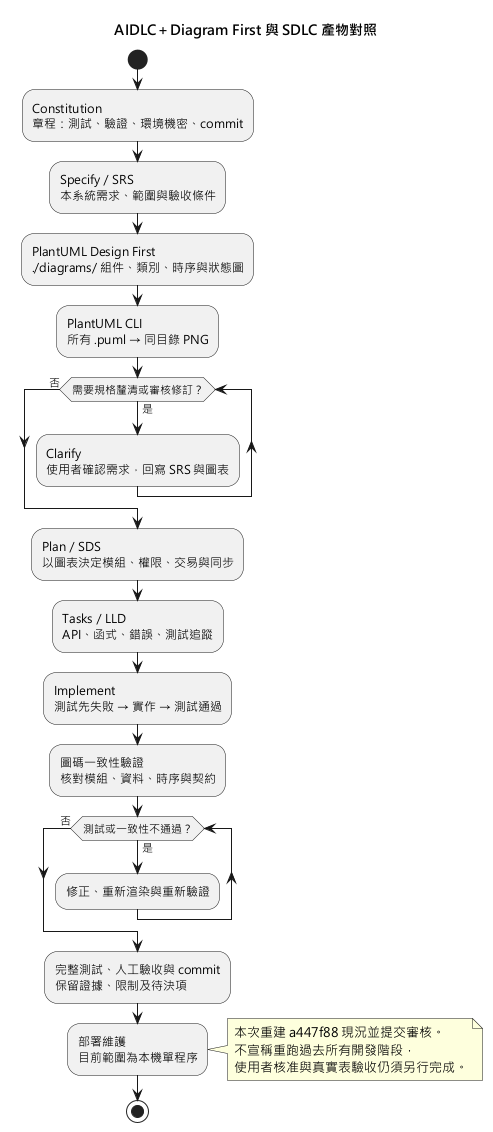 AIDLC + Diagram First 與 SDLC 產物對照
Constitution
章程：測試、驗證、環境機密、commit
Specify / SRS
本系統需求、範圍與驗收條件
PlantUML Design First
./diagrams/ 組件、類別、時序與狀態圖
PlantUML CLI
所有 .puml → 同目錄 PNG
否
需要規格釐清或審核修訂？
是
Clarify
使用者確認需求，回寫 SRS 與圖表
Plan / SDS
以圖表決定模組、權限、交易與同步
Tasks / LLD
API、函式、錯誤、測試追蹤
Implement
測試先失敗 → 實作 → 測試通過
圖碼一致性驗證
核對模組、資料、時序與契約
否
測試或一致性不通過？
是
修正、重新渲染與重新驗證
完整測試、人工驗收與 commit
保留證據、限制及待決項
部署維護
目前範圍為本機單程序
本次重建 a447f88 現況並提交審核。
不宣稱重跑過去所有開發階段，
使用者核准與真實表驗收仍須另行完成。